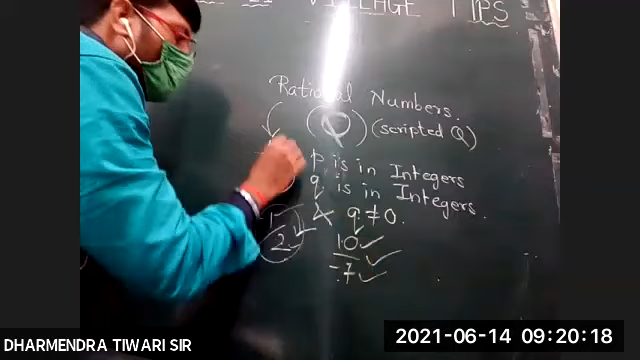 VILLAGE TIPS
Rational Numbers.
(Q) (scripted Q)
p is in Integers
q is in Integers.
& q ≠ 0.
1
2.
10
-7
DHARMENDRA TIWARI SIR
2021-06-14 09:20:18